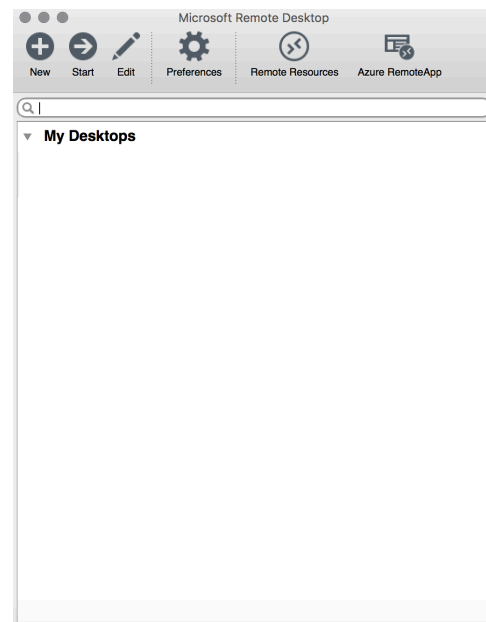 Microsoft Remote Desktop
New Start Edit Preferences Remote Resources Azure RemoteApp
My Desktops